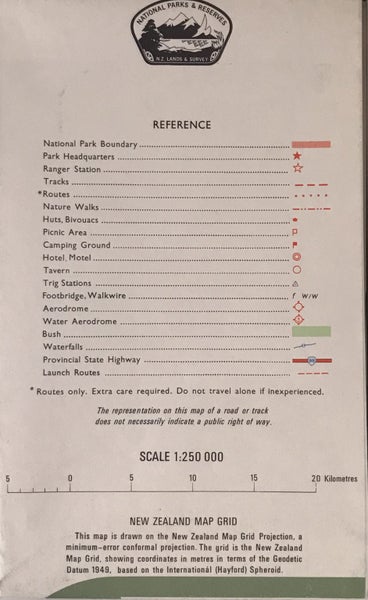 NATIONAL PARKS & RESERVES
N.Z. LANDS & SURVEY
REFERENCE
National Park Boundary
Park Headquarters
Ranger Station
Tracks
*Routes
Nature Walks
Huts, Bivouacs
Picnic Area P
Camping Ground
Hotel, Motel
Tavern
Trig Stations
Footbridge, Walkwire f w/w
Aerodrome
Water Aerodrome
Bush
Waterfalls
Provincial State Highway
Launch Routes
*Routes only. Extra care required. Do not travel alone if inexperienced.
The representation on this map of a road or track
does not necessarily indicate a public right of way.
SCALE 1:250 000
5 0 5 10 15 20 Kilometres
NEW ZEALAND MAP GRID
This map is drawn on the New Zealand Map Grid Projection, a
minimum-error conformal projection. The grid is the New Zealand
Map Grid, showing coordinates in metres in terms of the Geodetic
Datum 1949, based on the International (Hayford) Spheroid.